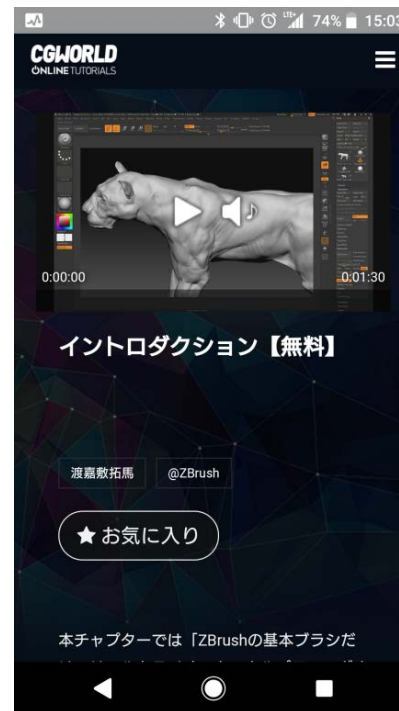 74% 15:03
CGWORLD
ONLINE TUTORIALS
0:00:00
0:01:30
イントロダクション【無料】
渡嘉敷拓馬 @ZBrush
★お気に入り
本チャプターでは「ZBrushの基本ブラシだ